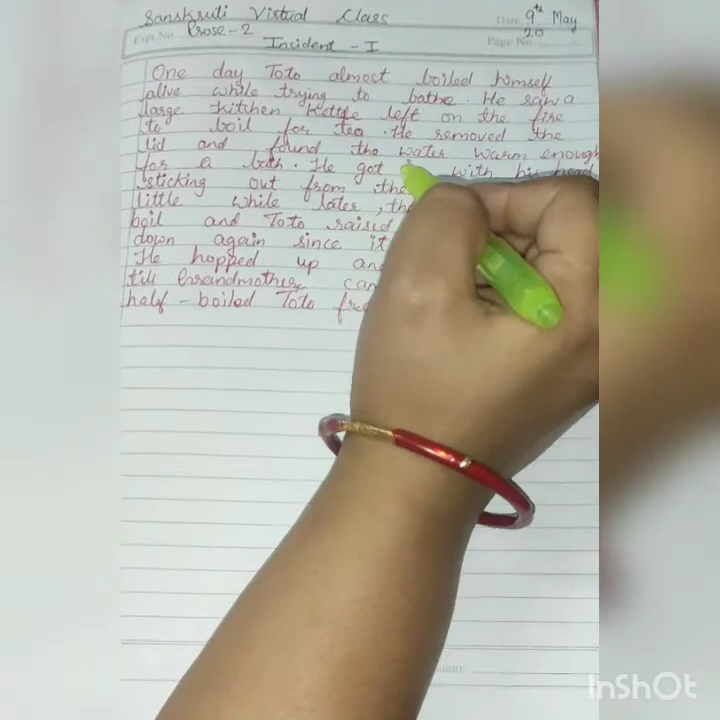 Sanskruti Virtual Class
Date. 9th May
20
Expt. No. Prose-2
Incident - I
Page No.
One day Toto almost boiled himself
alive while trying to bathe. He saw a
large kitchen kettle left on the fire
to boil for tea. He removed the
lid and found the water warm enough
for a bath. He got in with his head
sticking out from the
little while later, the
boil and Toto raised
down again since it
He hopped up an
till Grandmother
half-boiled Toto
InShOt